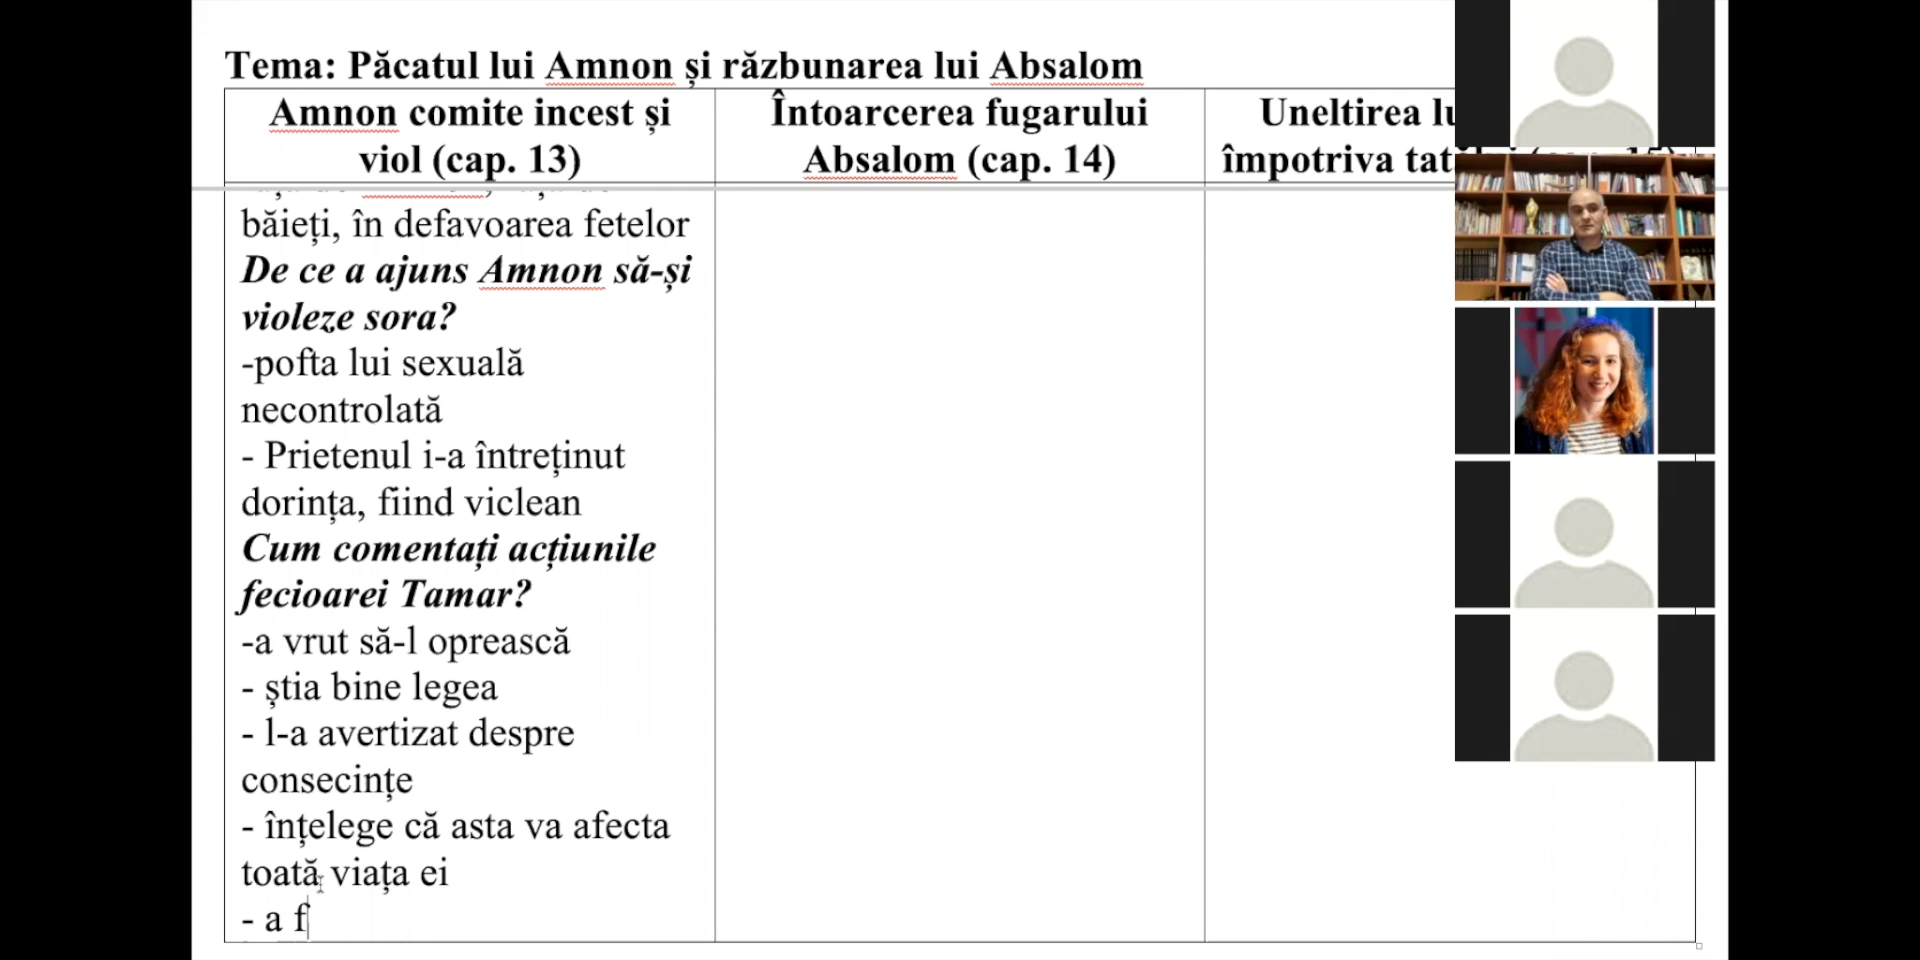 Tema: Păcatul lui Amnon și răzbunarea lui Absalom
Amnon comite incest și
viol (cap. 13)
Întoarcerea fugarului
Absalom (cap. 14)
Uneltirea
împotriva
băieți, în defavoarea fetelor
De ce a ajuns Amnon să-și
violeze sora?
-pofta lui sexuală
necontrolată
- Prietenul i-a întreținut
dorința, fiind viclean
Cum comentați acțiunile
fecioarei Tamar?
-a vrut să-l oprească
- știa bine legea
- l-a avertizat despre
consecințe
- înțelege că asta va afecta
toată viața ei
- a f